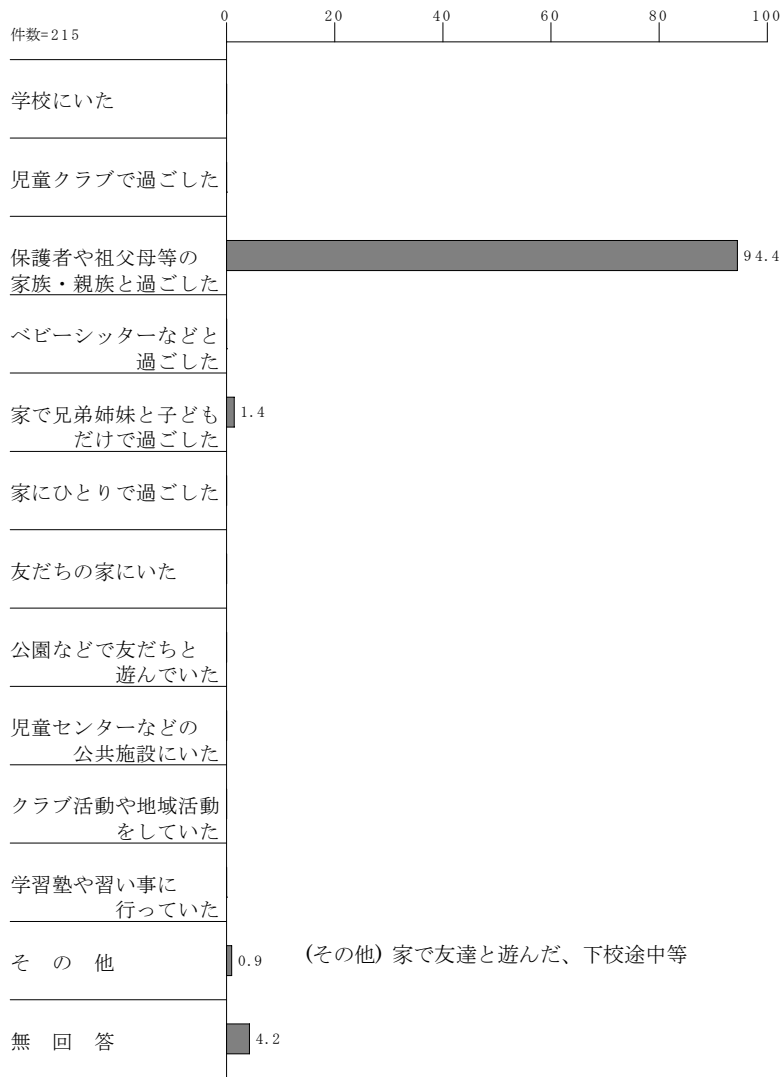 0 20 40 60 80 100
件数=215
学校にいた
児童クラブで過ごした
保護者や祖父母等の
家族・親族と過ごした
94.4
ベビーシッターなどと
過ごした
家で兄弟姉妹と子ども
だけで過ごした
1.4
家にひとりで過ごした
友だちの家にいた
公園などで友だちと
遊んでいた
児童センターなどの
公共施設にいた
クラブ活動や地域活動
をしていた
学習塾や習い事に
行っていた
その他 0.9 (その他) 家で友達と遊んだ、下校途中等
無回答 4.2